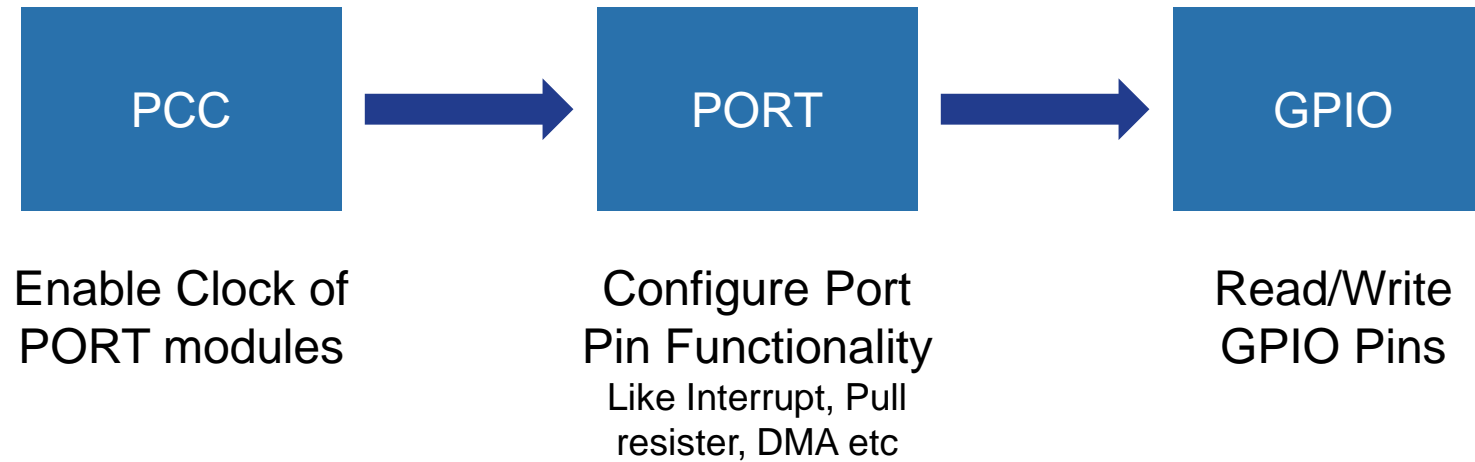 PCC
PORT
GPIO
Enable Clock of
PORT modules
Configure Port
Pin Functionality
Like Interrupt, Pull
resister, DMA etc
Read/Write
GPIO Pins